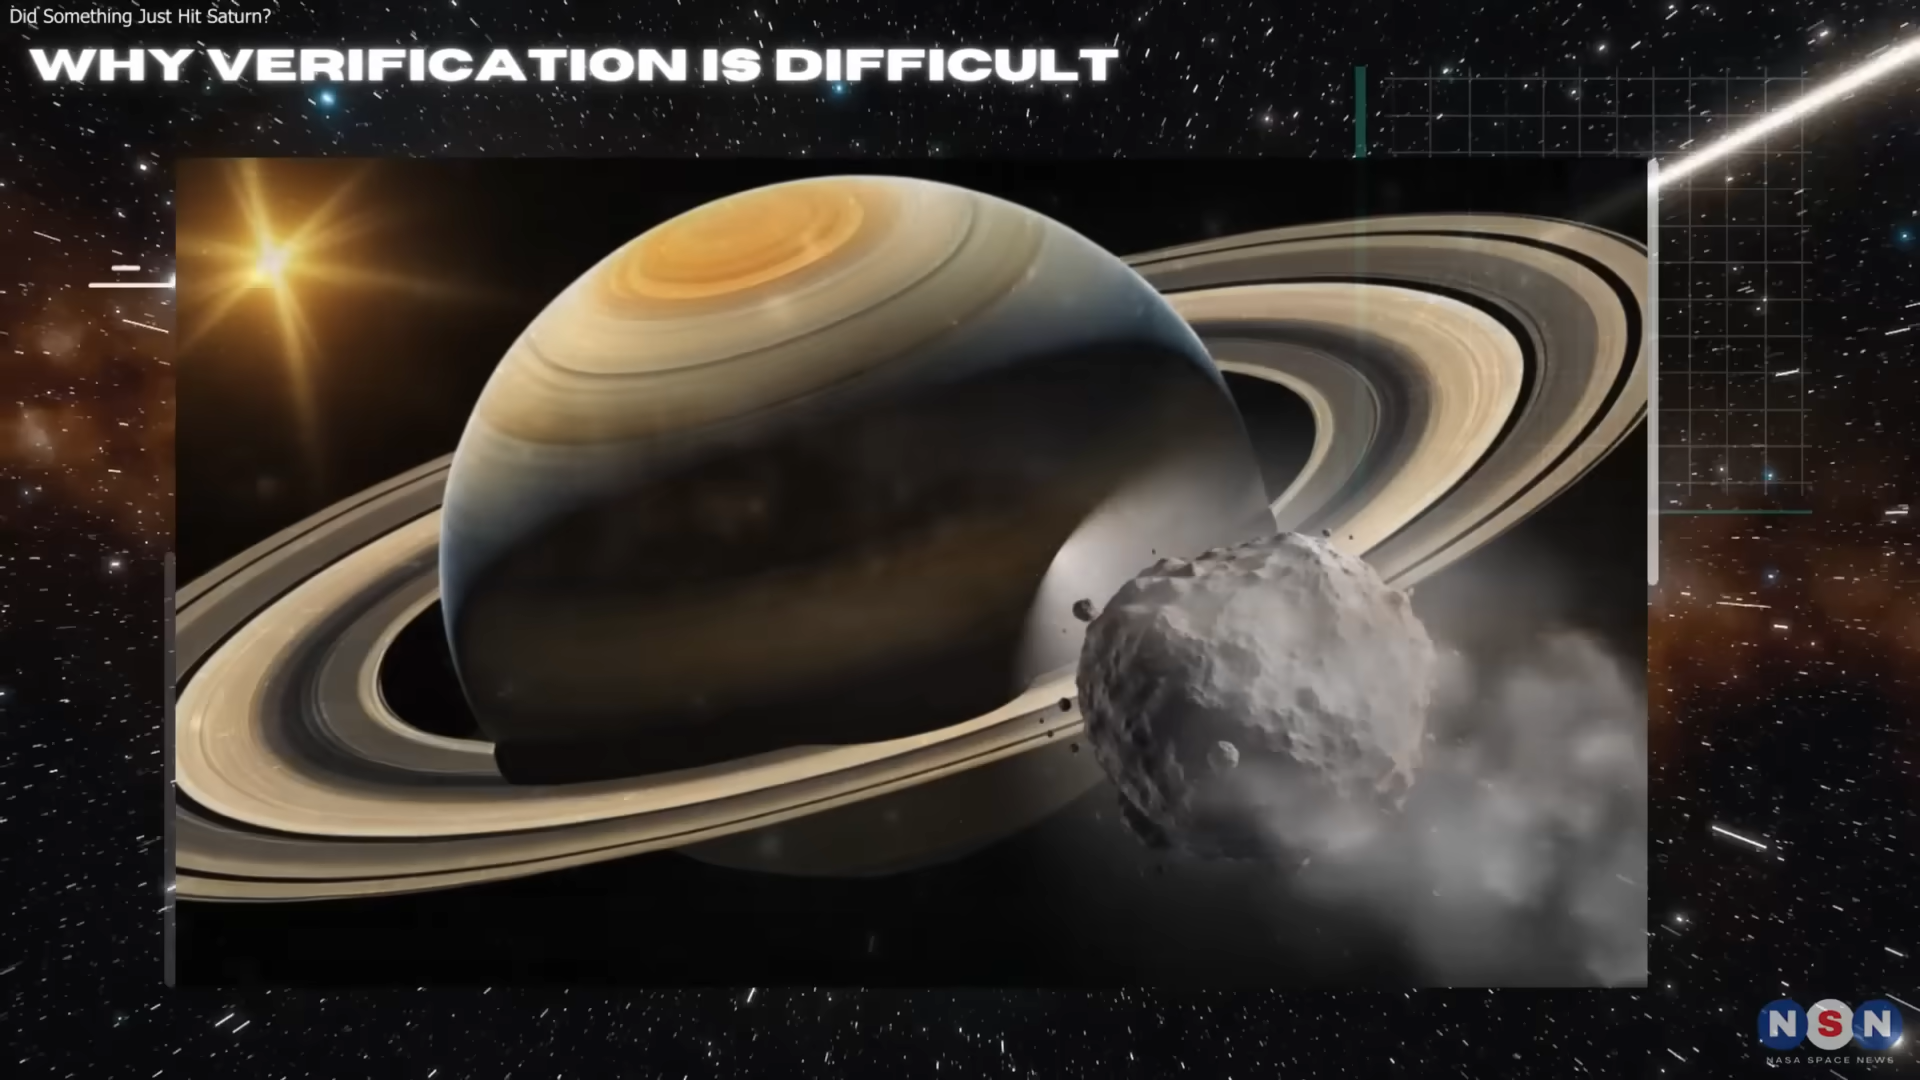 Did Something Just Hit Saturn?
WHY VERIFICATION IS DIFFICULT
NSN
NASA SPACE NEWS